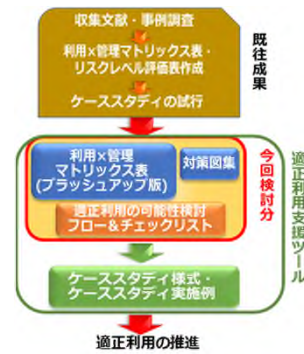 収集文献・事例調査
利用×管理マトリックス表・
リスクレベル評価表作成
ケーススタディの試行
既往成果
利用×管理
マトリックス表
(ブラッシュアップ版)
対策図集
適正利用の可能性検討
フロー&チェックリスト
今回検討分
適正利用支援ツール
ケーススタディ様式・
ケーススタディ実施例
適正利用の推進